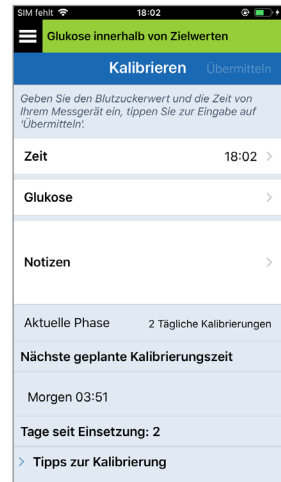 SIM fehlt 18:02
Glukose innerhalb von Zielwerten
Kalibrieren Übermitteln
Geben Sie den Blutzuckerwert und die Zeit von
Ihrem Messgerät ein, tippen Sie zur Eingabe auf
'Übermitteln'.
Zeit 18:02 >
Glukose >
Notizen >
Aktuelle Phase 2 Tägliche Kalibrierungen
Nächste geplante Kalibrierungszeit
Morgen 03:51
Tage seit Einsetzung: 2
> Tipps zur Kalibrierung